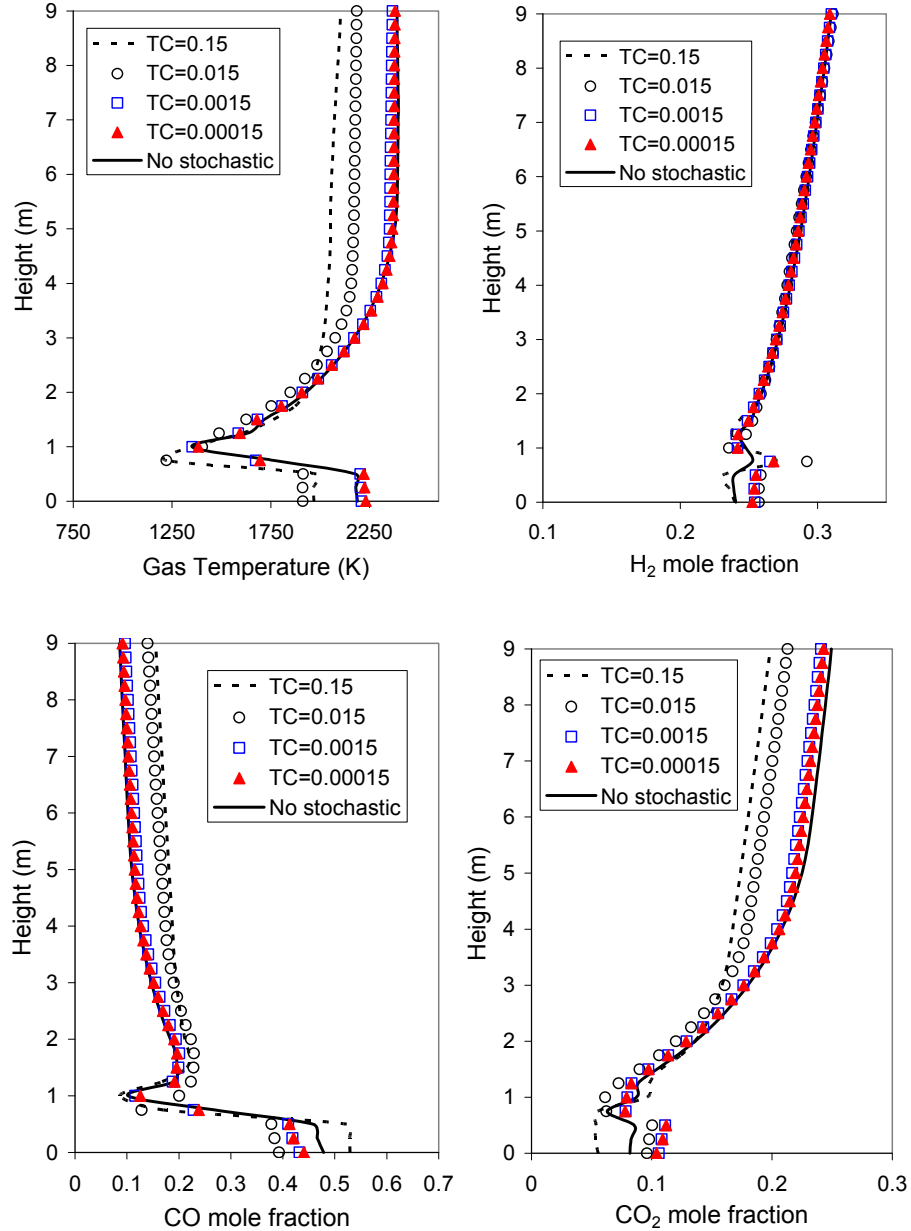 9
8
7
6
5
4
3
2
1
0
Height (m)
TC=0.15
TC=0.015
TC=0.0015
TC=0.00015
No stochastic
750 1250 1750 2250
Gas Temperature (K)
9
8
7
6
5
4
3
2
1
0
Height (m)
TC=0.15
TC=0.015
TC=0.0015
TC=0.00015
No stochastic
0.1 0.2 0.3
H₂ mole fraction
9
8
7
6
5
4
3
2
1
0
Height (m)
TC=0.15
TC=0.015
TC=0.0015
TC=0.00015
No stochastic
0 0.1 0.2 0.3 0.4 0.5 0.6 0.7
CO mole fraction
9
8
7
6
5
4
3
2
1
0
Height (m)
TC=0.15
TC=0.015
TC=0.0015
TC=0.00015
No stochastic
0 0.1 0.2 0.3
CO₂ mole fraction